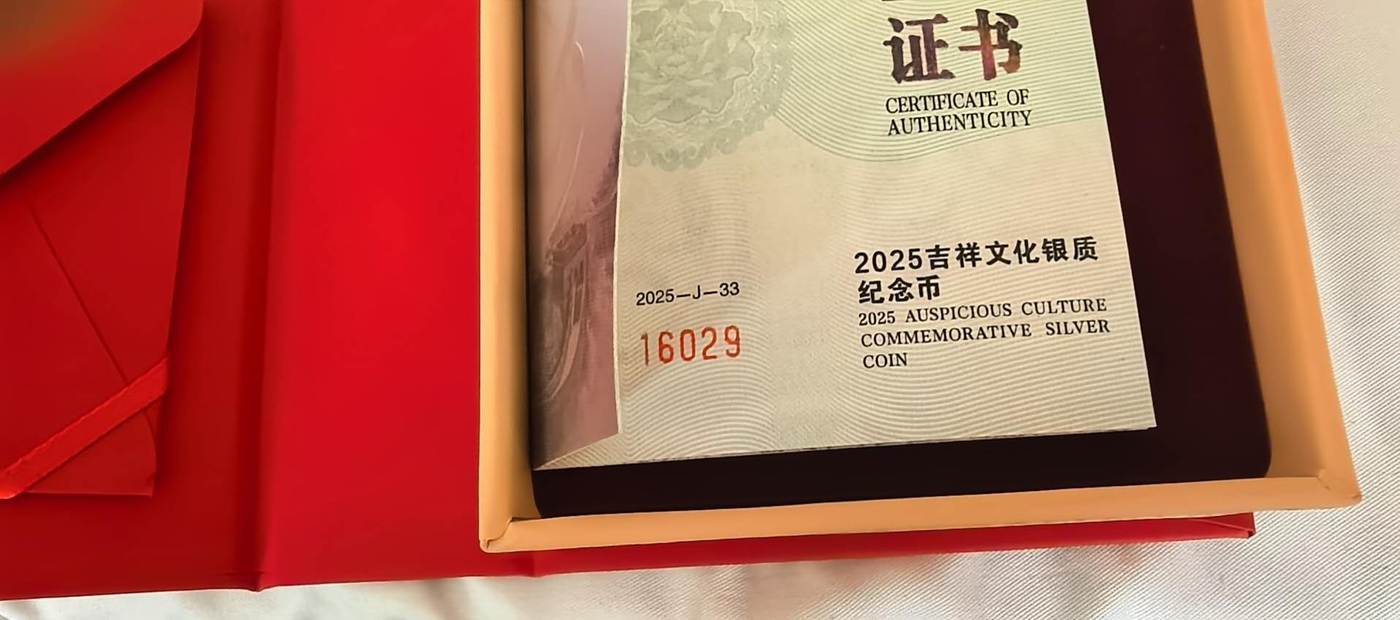 证书
CERTIFICATE OF
AUTHENTICITY
2025吉祥文化银质
纪念币
2025 AUSPICIOUS CULTURE
COMMEMORATIVE SILVER
COIN
2025—J—33
16029